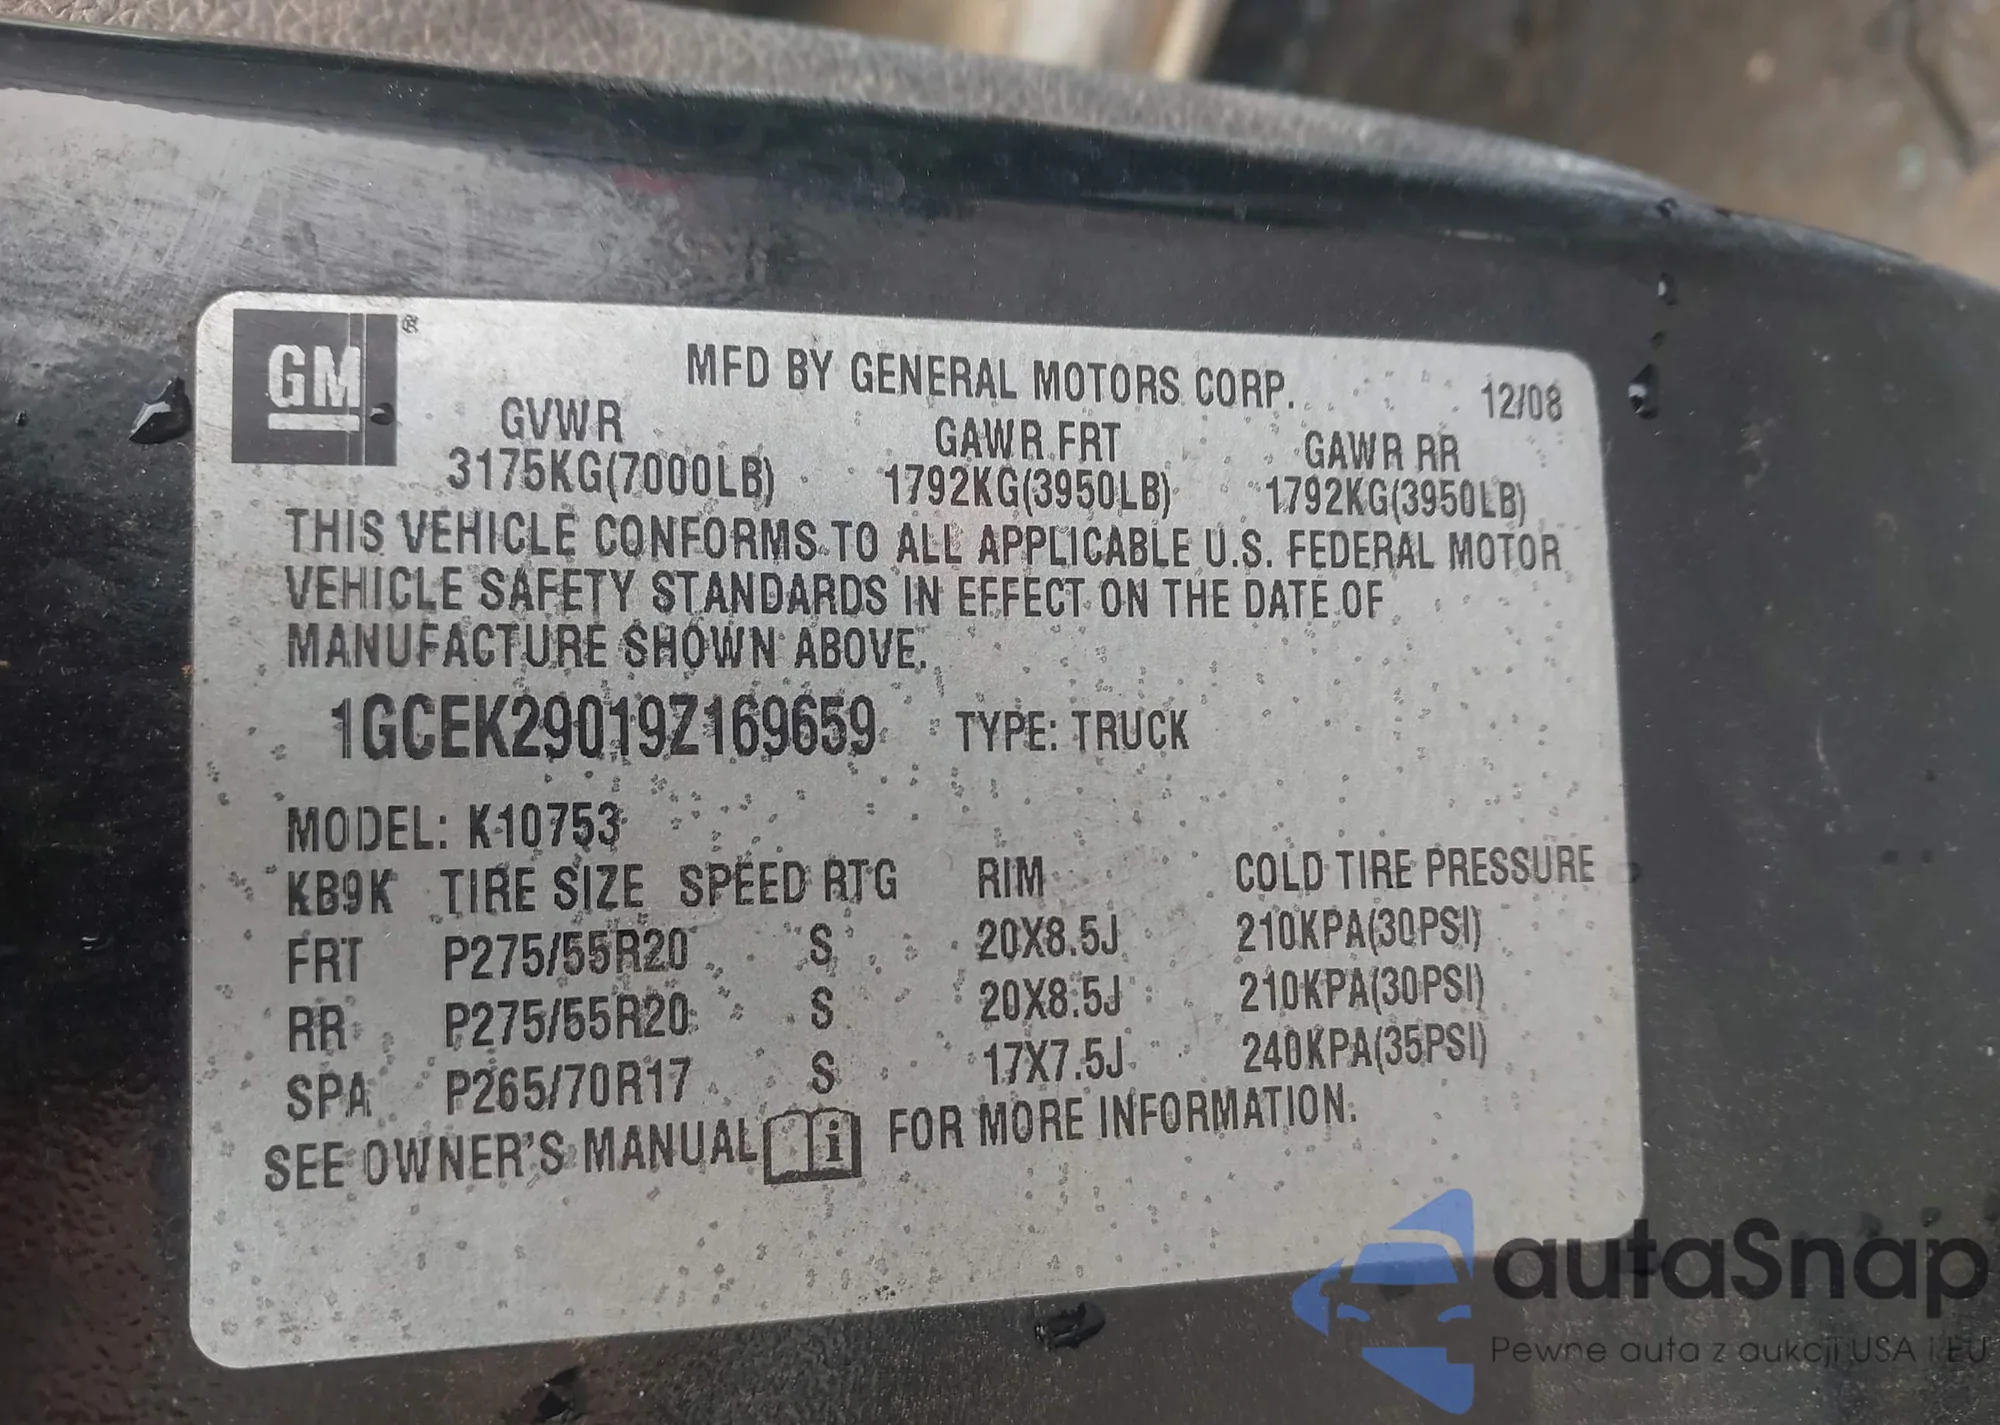 GM®
MFD BY GENERAL MOTORS CORP. 12/08
GVWR GAWR FRT GAWR RR
3175KG(7000LB) 1792KG(3950LB) 1792KG(3950LB)
THIS VEHICLE CONFORMS TO ALL APPLICABLE U.S. FEDERAL MOTOR
VEHICLE SAFETY STANDARDS IN EFFECT ON THE DATE OF
MANUFACTURE SHOWN ABOVE.
1GCEK29019Z169659 TYPE: TRUCK
MODEL: K10753
KB9K TIRE SIZE SPEED RTG RIM COLD TIRE PRESSURE
FRT P275/55R20 S 20X8.5J 210KPA(30PSI)
RR P275/55R20 S 20X8.5J 210KPA(30PSI)
SPA P265/70R17 S 17X7.5J 240KPA(35PSI)
SEE OWNER'S MANUAL i FOR MORE INFORMATION.
autaSnap
Pewne auta z aukcji USA i EU